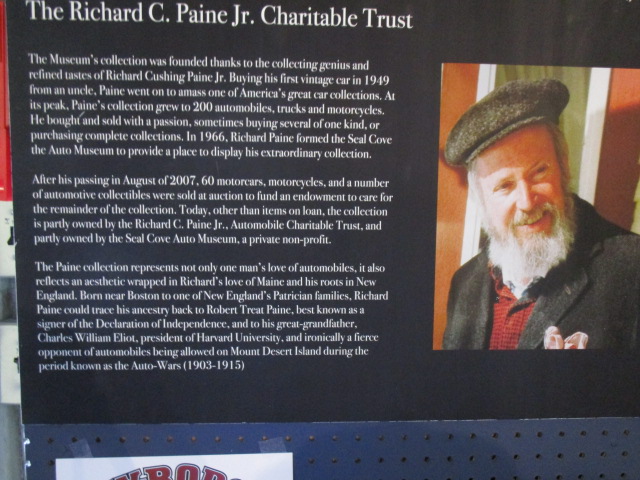 The Richard C. Paine Jr. Charitable Trust
The Museum's collection was founded thanks to the collecting genius and
refined tastes of Richard Cushing Paine Jr. Buying his first vintage car in 1949
from an uncle, Paine went on to amass one of America's great car collections. At
its peak, Paine's collection grew to 200 automobiles, trucks and motorcycles.
He bought and sold with a passion, sometimes buying several of one kind, or
purchasing complete collections. In 1966, Richard Paine formed the Seal Cove
the Auto Museum to provide a place to display his extraordinary collection.
After his passing in August of 2007, 60 motorcars, motorcycles, and a number
of automotive collectibles were sold at auction to fund an endowment to care for
the remainder of the collection. Today, other than items on loan, the collection
is partly owned by the Richard C. Paine Jr., Automobile Charitable Trust, and
partly owned by the Seal Cove Auto Museum, a private non-profit.
The Paine collection represents not only one man's love of automobiles, it also
reflects an aesthetic wrapped in Richard's love of Maine and his roots in New
England. Born near Boston to one of New England's Patrician families, Richard
Paine could trace his ancestry back to Robert Treat Paine, best known as a
signer of the Declaration of Independence, and to his great-grandfather,
Charles William Eliot, president of Harvard University, and ironically a fierce
opponent of automobiles being allowed on Mount Desert Island during the
period known as the Auto-Wars (1903-1915)